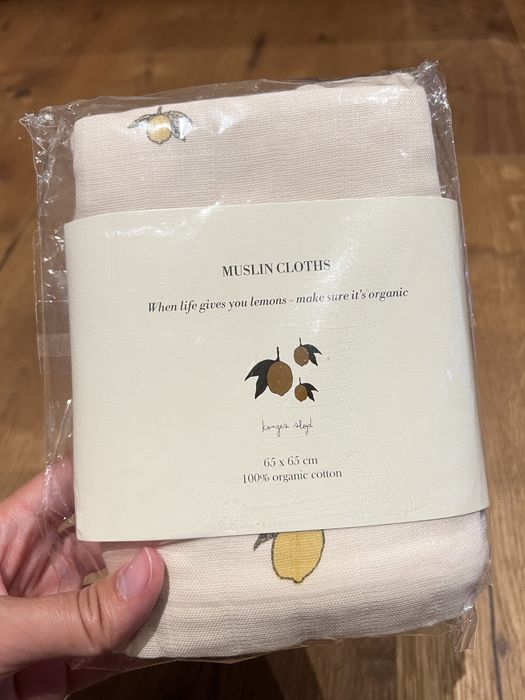 MUSLIN CLOTHS
When life gives you lemons - make sure it's organic
konges sløjd
65 x 65 cm
100% organic cotton